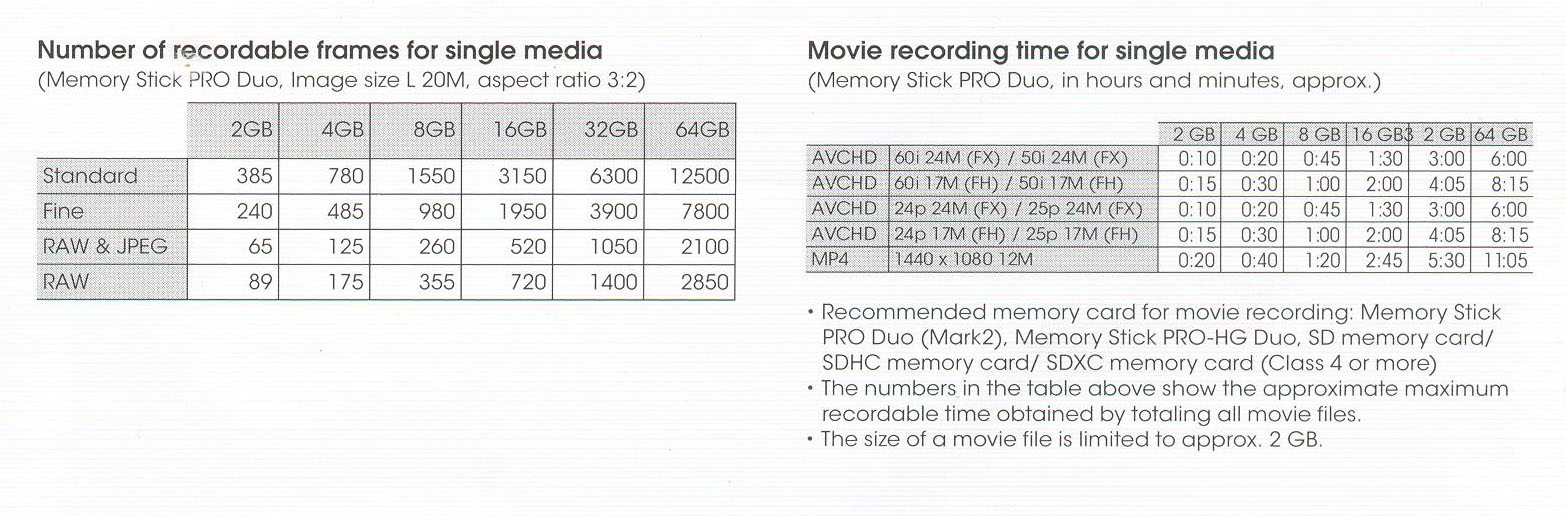 Number of recordable frames for single media
(Memory Stick PRO Duo, Image size L 20M, aspect ratio 3:2)
2GB 4GB 8GB 16GB 32GB 64GB
Standard 385 780 1550 3150 6300 12500
Fine 240 485 980 1950 3900 7800
RAW & JPEG 65 125 260 520 1050 2100
RAW 89 175 355 720 1400 2850
Movie recording time for single media
(Memory Stick PRO Duo, in hours and minutes, approx.)
2 GB 4 GB 8 GB 16 GB3 2 GB 64 GB
AVCHD 60i 24M (FX) / 50i 24M (FX) 0:10 0:20 0:45 1:30 3:00 6:00
AVCHD 60i 17M (FH) / 50i 17M (FH) 0:15 0:30 1:00 2:00 4:05 8:15
AVCHD 24p 24M (FX) / 25p 24M (FX) 0:10 0:20 0:45 1:30 3:00 6:00
AVCHD 24p 17M (FH) / 25p 17M (FH) 0:15 0:30 1:00 2:00 4:05 8:15
MP4 1440 x 1080 12M 0:20 0:40 1:20 2:45 5:30 11:05
• Recommended memory card for movie recording: Memory Stick
PRO Duo (Mark2), Memory Stick PRO-HG Duo, SD memory card/
SDHC memory card/ SDXC memory card (Class 4 or more)
• The numbers in the table above show the approximate maximum
recordable time obtained by totaling all movie files.
• The size of a movie file is limited to approx. 2 GB.